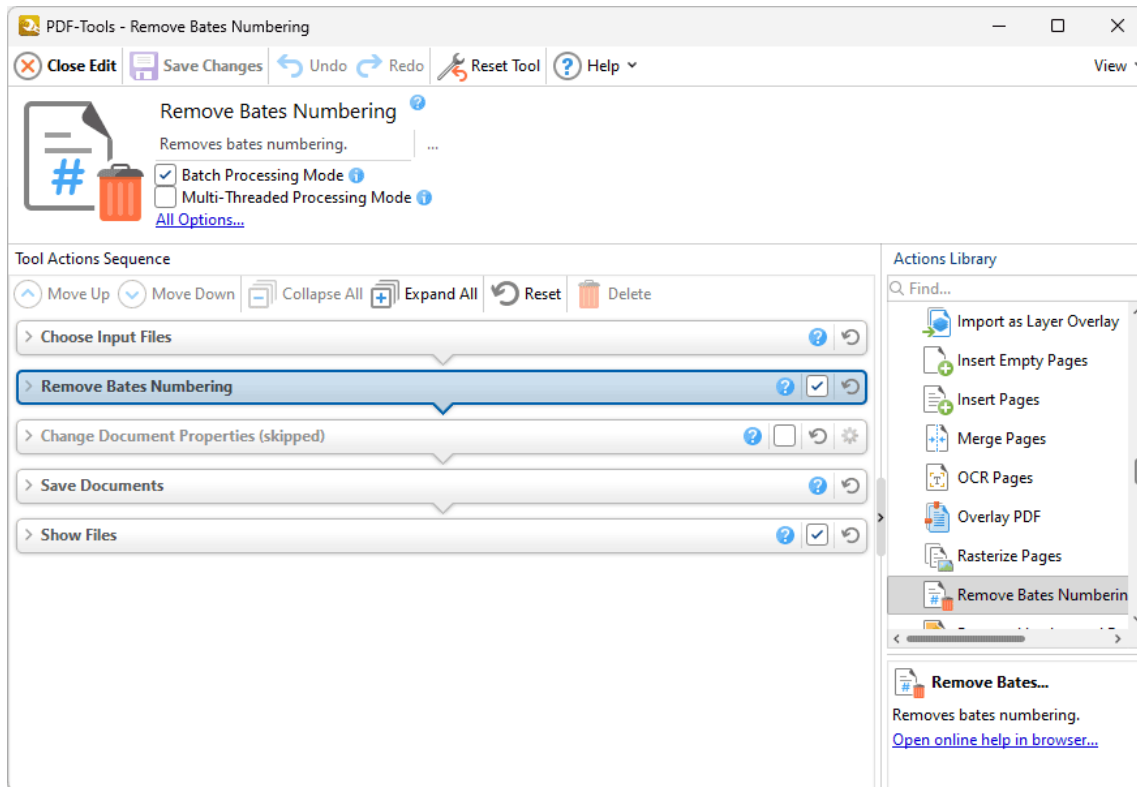 PDF-Tools - Remove Bates Numbering
Close Edit Save Changes Undo Redo Reset Tool ? Help View
Remove Bates Numbering ?
Removes bates numbering. ...
Batch Processing Mode i
Multi-Threaded Processing Mode i
All Options...
#
Tool Actions Sequence
Move Up Move Down Collapse All Expand All Reset Delete
Choose Input Files ?
Remove Bates Numbering ?
Change Document Properties (skipped) ?
Save Documents ?
Show Files ?
Actions Library
Find...
Import as Layer Overlay
Insert Empty Pages
Insert Pages
Merge Pages
OCR Pages
Overlay PDF
Rasterize Pages
Remove Bates Numberin
Remove Bates...
Removes bates numbering.
Open online help in browser...